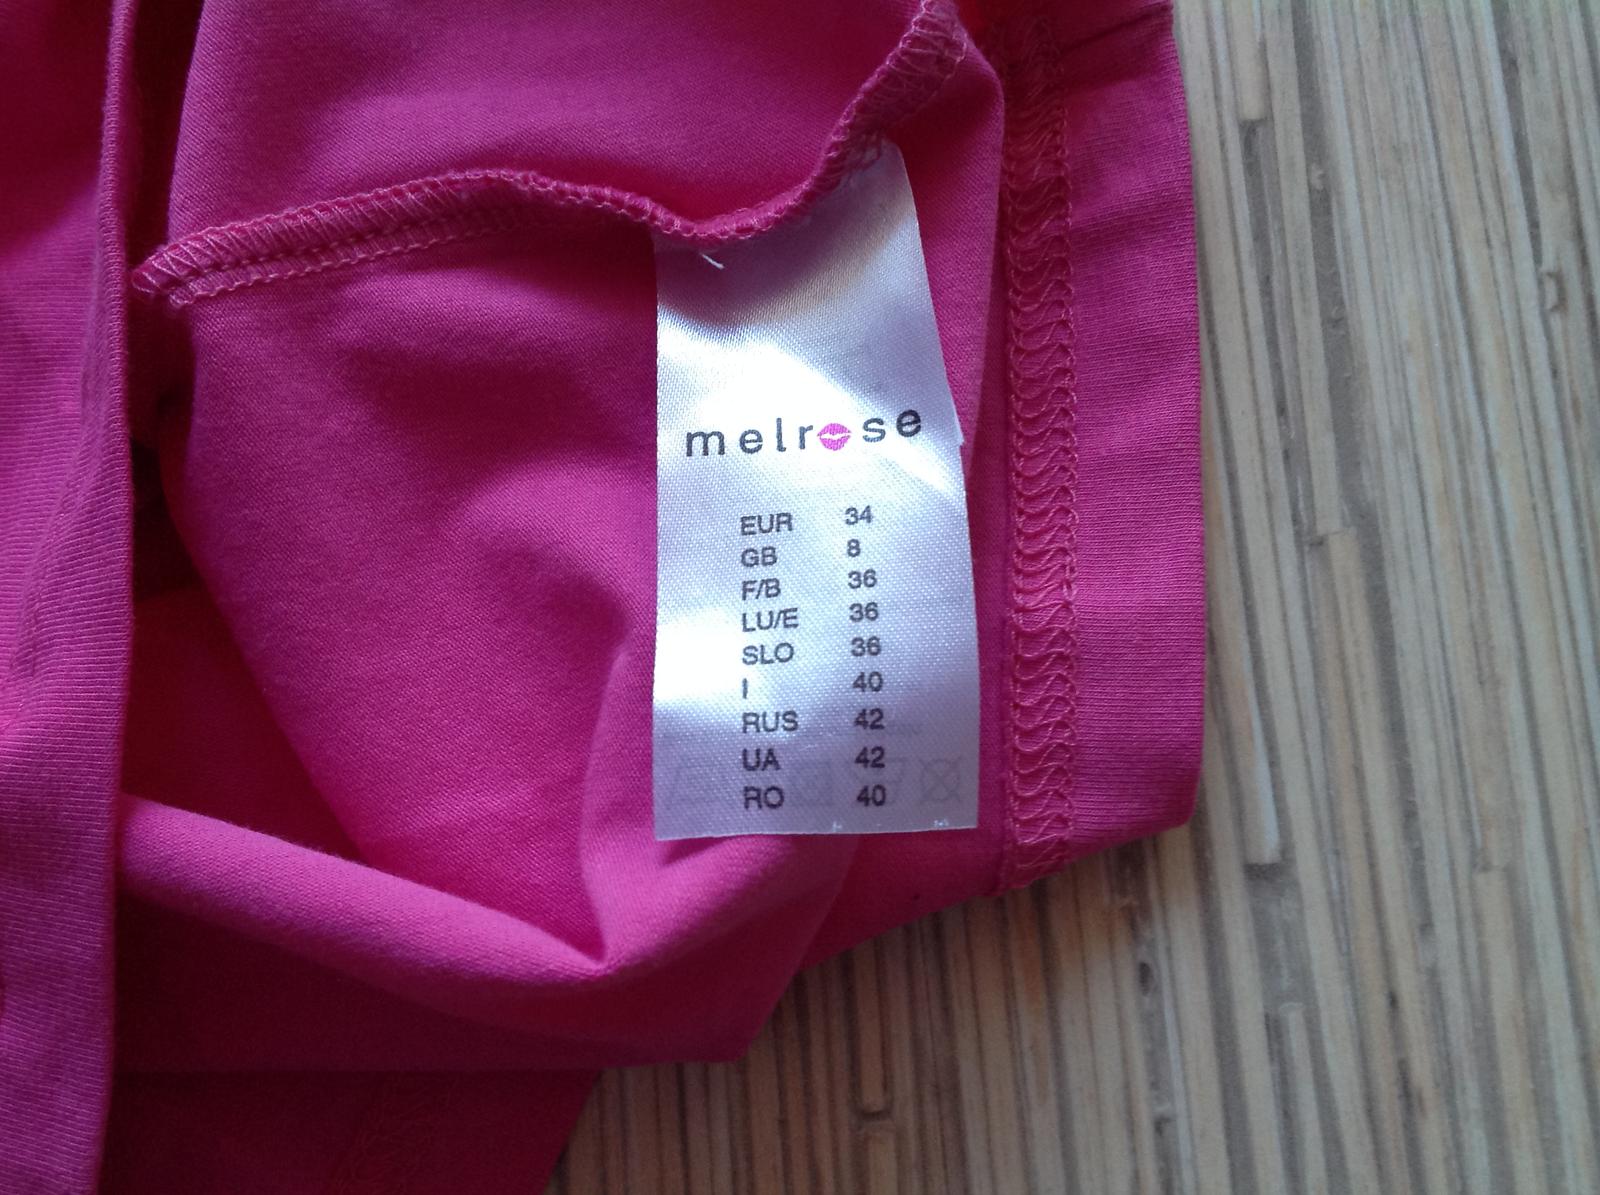 melrose
EUR 34
GB 8
F/B 36
LU/E 36
SLO 36
I 40
RUS 42
UA 42
RO 40